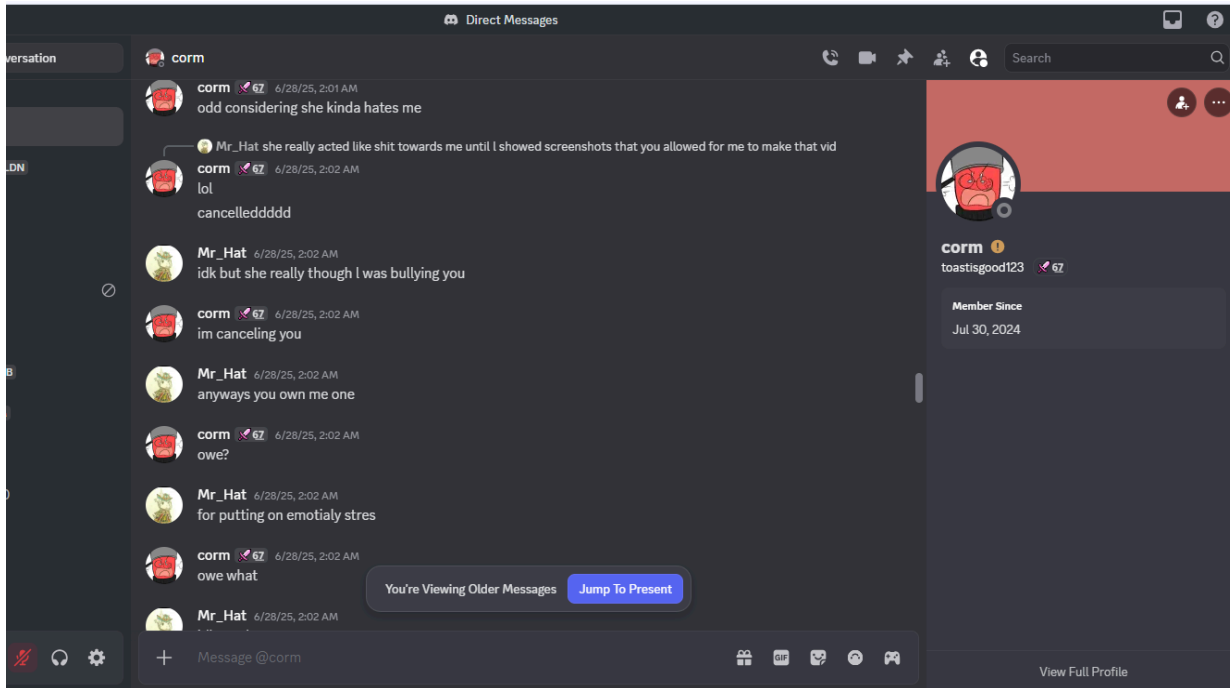 Direct Messages
versation
corm
Search
corm 67 6/28/25, 2:01 AM
odd considering she kinda hates me
LDN
Mr_Hat she really acted like shit towards me until I showed screenshots that you allowed for me to make that vid
corm 67 6/28/25, 2:02 AM
lol
cancelleddddd
Mr_Hat 6/28/25, 2:02 AM
idk but she really though I was bullying you
corm 67 6/28/25, 2:02 AM
im canceling you
B
Mr_Hat 6/28/25, 2:02 AM
anyways you own me one
corm 67 6/28/25, 2:02 AM
owe?
Mr_Hat 6/28/25, 2:02 AM
for putting on emotialy stres
corm 67 6/28/25, 2:02 AM
owe what
Mr_Hat 6/28/25, 2:02 AM
You're Viewing Older Messages
Jump To Present
Message @corm
GIF
corm
toastisgood123 67
Member Since
Jul 30, 2024
View Full Profile